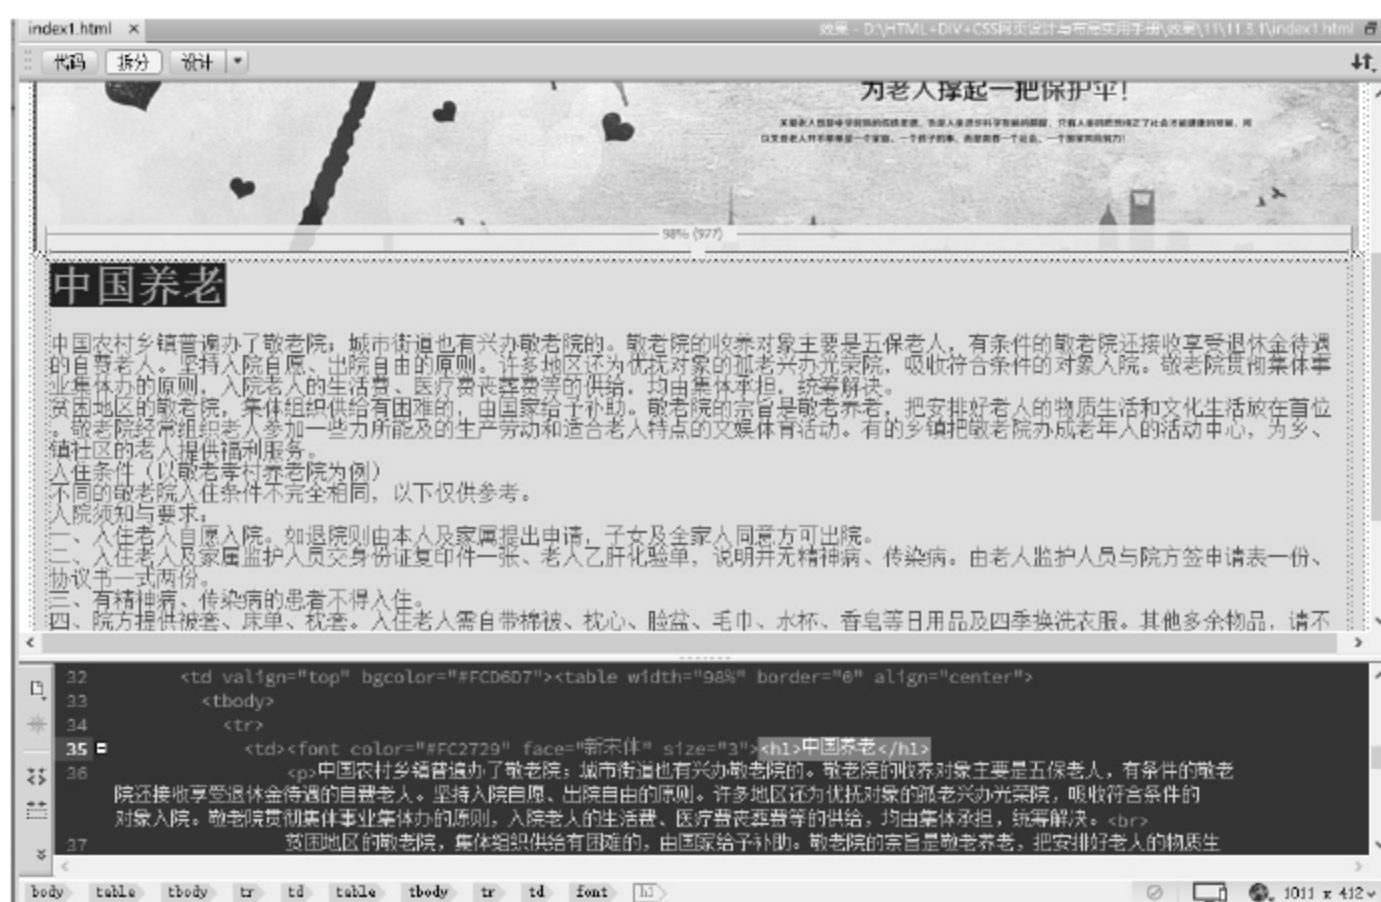 index1.html ×
效果 - D:\HTML+DIV+CSS网页设计与布局实用手册\效果\11\11.3.1\index1.html
代码 拆分 设计
为老人撑起一把保护伞!
98% (977)
中国养老
中国农村乡镇普遍办了敬老院；城市街道也有兴办敬老院的。敬老院的收养对象主要是五保老人，有条件的敬老院还接收享受退休金待遇
的自费老人。坚持入院自愿、出院自由的原则。许多地区还为优抚对象的孤老兴办光荣院，吸收符合条件的对象入院。敬老院贯彻集体事
业集体办的原则，入院老人的生活费、医疗费丧葬费等的供给，均由集体承担，统筹解决。
贫困地区的敬老院，集体组织供给有困难的，由国家给予补助。敬老院的宗旨是敬老养老，把安排好老人的物质生活和文化生活放在首位
。敬老院经常组织老人参加一些力所能及的生产劳动和适合老人特点的文娱体育活动。有的乡镇把敬老院办成老年人的活动中心，为乡、
镇社区的老人提供福利服务。
入住条件（以敬老孝村养老院为例）
不同的敬老院入住条件不完全相同，以下仅供参考。
入院须知与要求：
一、入住老人自愿入院。如退院则由本人及家属提出申请，子女及全家人同意方可出院。
二、入住老人及家属监护人员交身份证复印件一张、老人乙肝化验单，说明并无精神病、传染病。由老人监护人员与院方签申请表一份、
协议书一式两份。
三、有精神病、传染病的患者不得入住。
四、院方提供被套、床单、枕套。入住老人需自带棉被、枕心、脸盆、毛巾、水杯、香皂等日用品及四季换洗衣服。其他多余物品，请不
32 <td valign="top" bgcolor="#FCD6D7"><table width="98%" border="0" align="center">
33 <tbody>
34 <tr>
35 <td><font color="#FC2729" face="新宋体" size="3"><h1>中国养老</h1>
36 <p>中国农村乡镇普遍办了敬老院；城市街道也有兴办敬老院的。敬老院的收养对象主要是五保老人，有条件的敬老
院还接收享受退休金待遇的自费老人。坚持入院自愿、出院自由的原则。许多地区还为优抚对象的孤老兴办光荣院，吸收符合条件的
对象入院。敬老院贯彻集体事业集体办的原则，入院老人的生活费、医疗费丧葬费等的供给，均由集体承担，统筹解决。<br>
37 贫困地区的敬老院，集体组织供给有困难的，由国家给予补助。敬老院的宗旨是敬老养老，把安排好老人的物质生
body table tbody tr td table tbody tr td font h1
1011 x 412